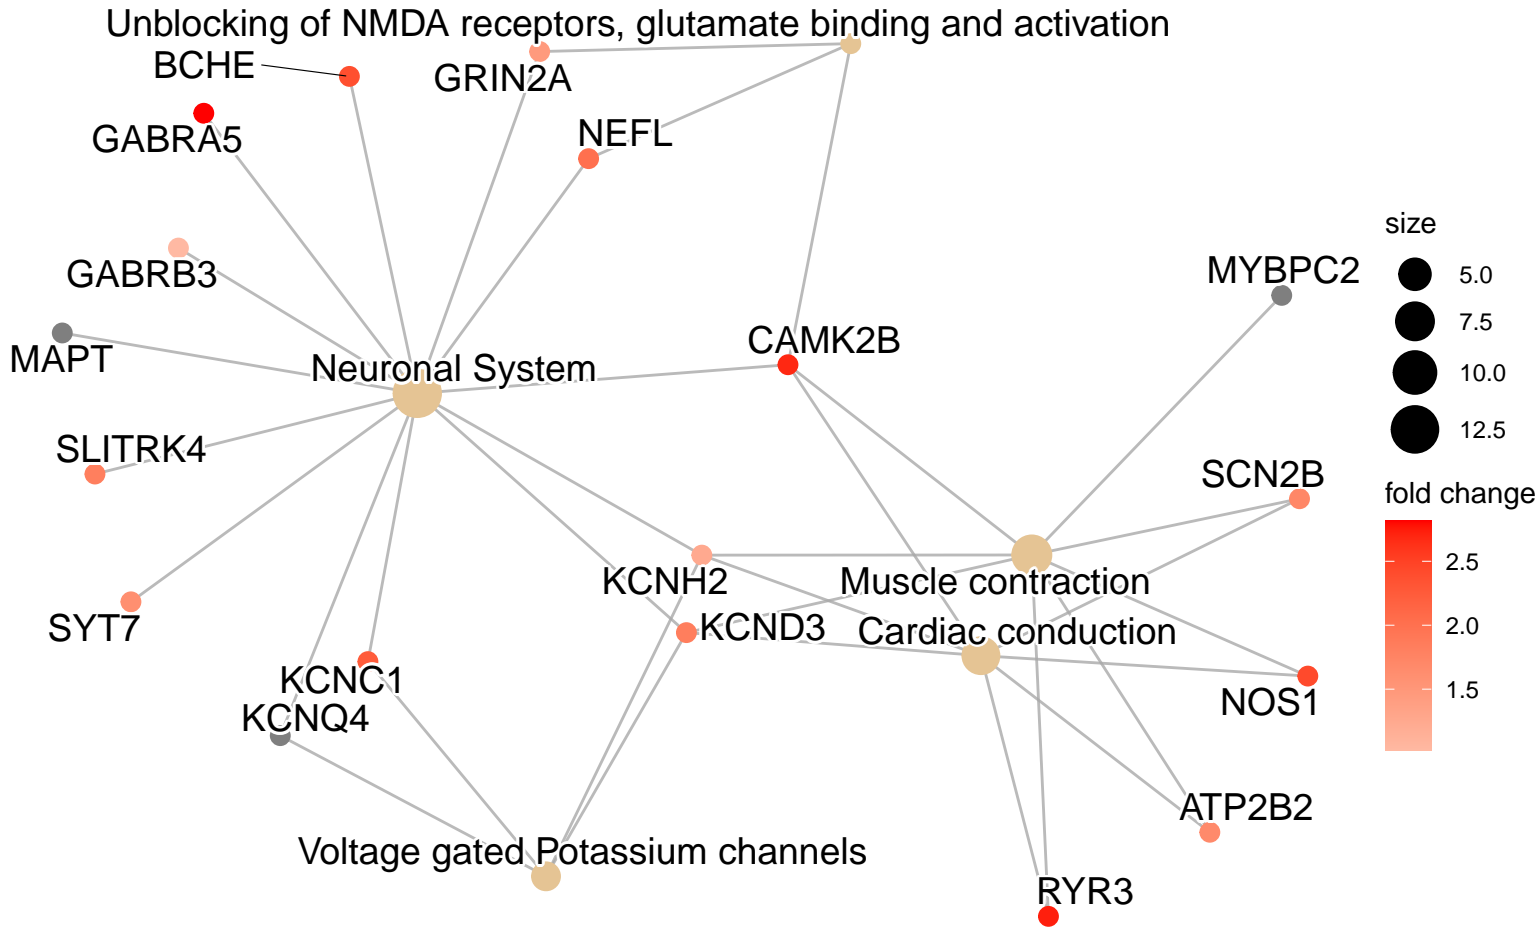 Unblocking of NMDA receptors, glutamate binding and activation
BCHE
GRIN2A
GABRA5
NEFL
size
GABRB3
MYBPC2
5.0
7.5
CAMK2B
MAPT
Neuronal System
10.0
12.5
SLITRK4
SCN2B
fold change
2.5
KCNH2
Muscle contraction
SYT7
KCND3
Cardiac conduction
2.0
KCNC1
1.5
NOS1
KCNQ4
ATP2B2
Voltage gated Potassium channels
RYR3